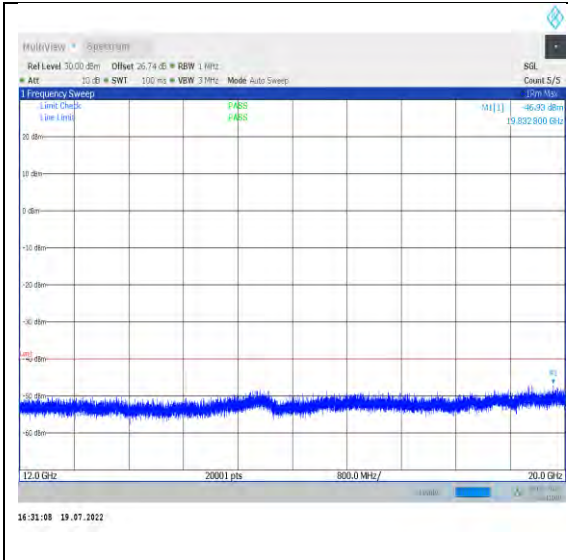 MultiView Spectrum
Ref Level 30.00 dBm Offset 26.74 dB RBW 1 MHz SGL
Att 10 dB SWT 100 ms VBW 3 MHz Mode Auto Sweep Count 5/5
1 Frequency Sweep 1Rm Max
Limit Check PASS M1[1] -46.93 dBm
Line Limit PASS 19.832 800 GHz
20 dBm
10 dBm
0 dBm
-10 dBm
-20 dBm
-30 dBm
-40 dBm
M1
-50 dBm
-60 dBm
12.0 GHz 20001 pts 800.0 MHz/ 20.0 GHz
16:31:08 19.07.2022